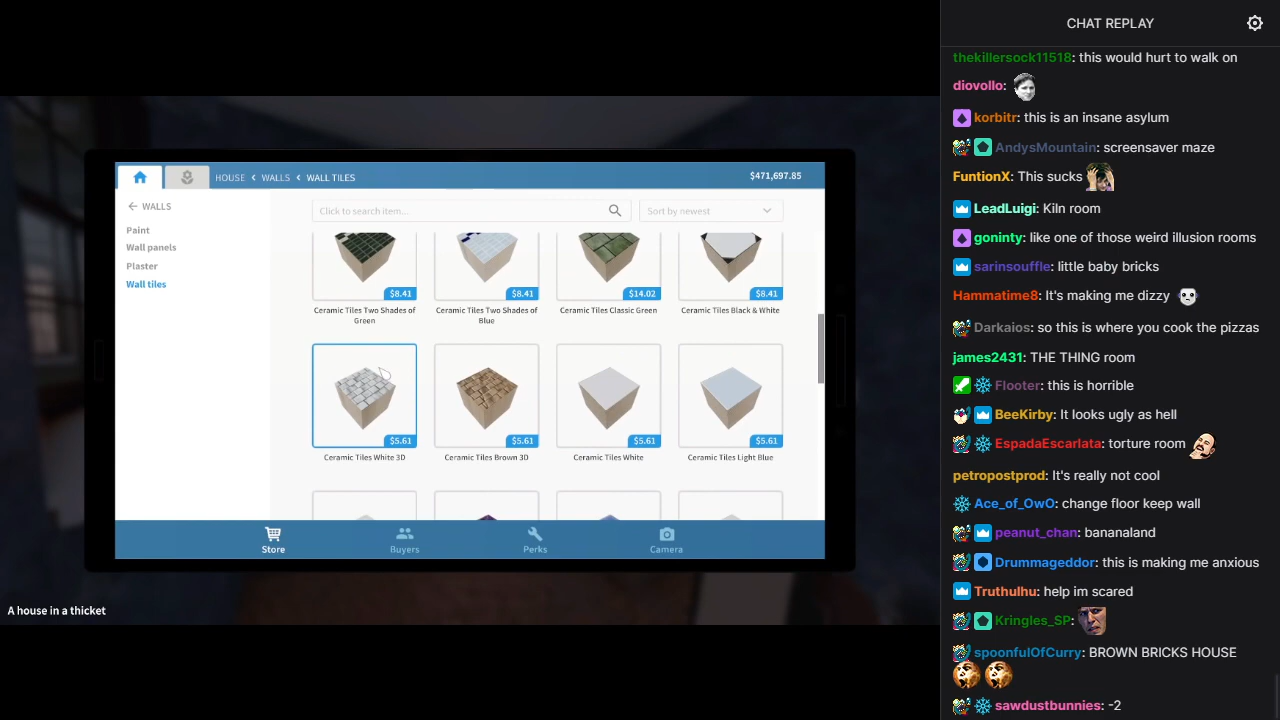 HOUSE < WALLS < WALL TILES
$471,697.85
WALLS
Click to search item...
Sort by newest
Paint
Wall panels
Plaster
Wall tiles
$8.41
$8.41
$14.02
$8.41
Ceramic Tiles Two Shades of Green
Ceramic Tiles Two Shades of Blue
Ceramic Tiles Classic Green
Ceramic Tiles Black & White
$5.61
$5.61
$5.61
$5.61
Ceramic Tiles White 3D
Ceramic Tiles Brown 3D
Ceramic Tiles White
Ceramic Tiles Light Blue
Store
Buyers
Perks
Camera
A house in a thicket
CHAT REPLAY
thekillersock11518: this would hurt to walk on
diovollo:
korbitr: this is an insane asylum
AndysMountain: screensaver maze
FuntionX: This sucks
LeadLuigi: Kiln room
goninty: like one of those weird illusion rooms
sarinsouffle: little baby bricks
Hammatime8: It's making me dizzy
Darkaios: so this is where you cook the pizzas
james2431: THE THING room
Flooter: this is horrible
BeeKirby: It looks ugly as hell
EspadaEscarlata: torture room
petropostprod: It's really not cool
Ace_of_OwO: change floor keep wall
peanut_chan: bananaland
Drummageddor: this is making me anxious
Truthulhu: help im scared
Kringles_SP:
spoonfulOfCurry: BROWN BRICKS HOUSE
sawdustbunnies: -2